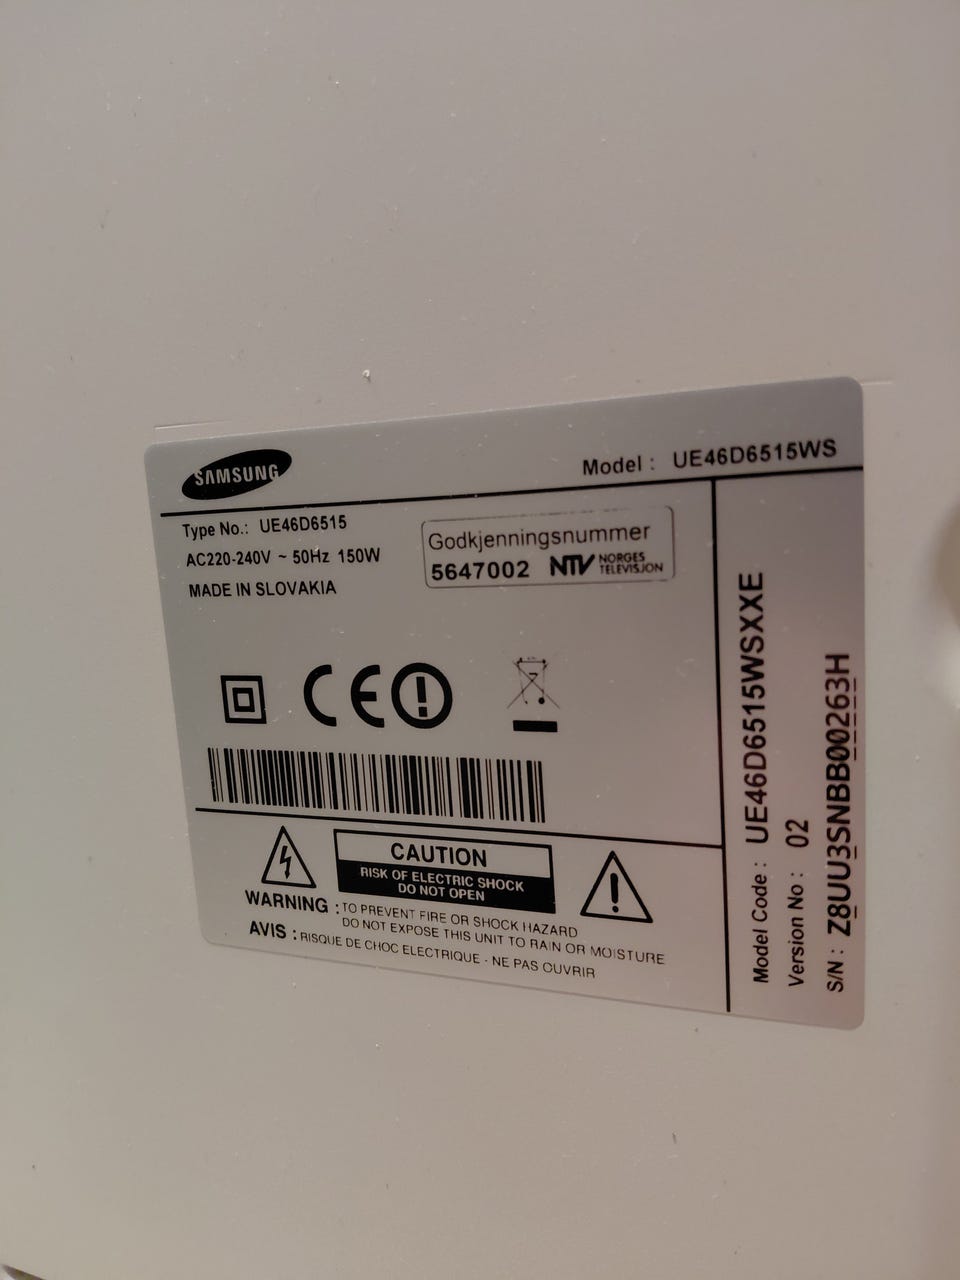 SAMSUNG
Model : UE46D6515WS
Type No.: UE46D6515
AC220-240V ~ 50Hz 150W
MADE IN SLOVAKIA
Godkjenningsnummer
5647002 NTV NORGES TELEVISJON
CE
CAUTION
RISK OF ELECTRIC SHOCK
DO NOT OPEN
WARNING : TO PREVENT FIRE OR SHOCK HAZARD
DO NOT EXPOSE THIS UNIT TO RAIN OR MOISTURE
AVIS : RISQUE DE CHOC ELECTRIQUE - NE PAS OUVRIR
Model Code : UE46D6515WSXXE
Version No : 02
S/N : Z8UU3SNBB00263H